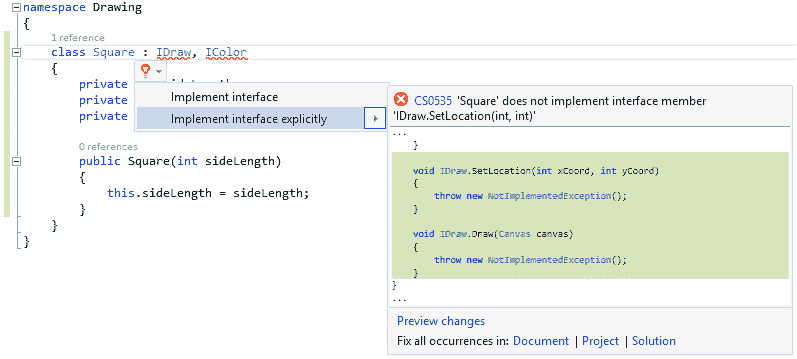 namespace Drawing
{
1 reference
class Square : IDraw, IColor
{
private
private
private
Implement interface
Implement interface explicitly
0 references
public Square(int sideLength)
{
this.sideLength = sideLength;
}
}
}
CS0535 'Square' does not implement interface member
'IDraw.SetLocation(int, int)'
...
}
void IDraw.SetLocation(int xCoord, int yCoord)
{
throw new NotImplementedException();
}
void IDraw.Draw(Canvas canvas)
{
throw new NotImplementedException();
}
}
...
Preview changes
Fix all occurrences in: Document | Project | Solution